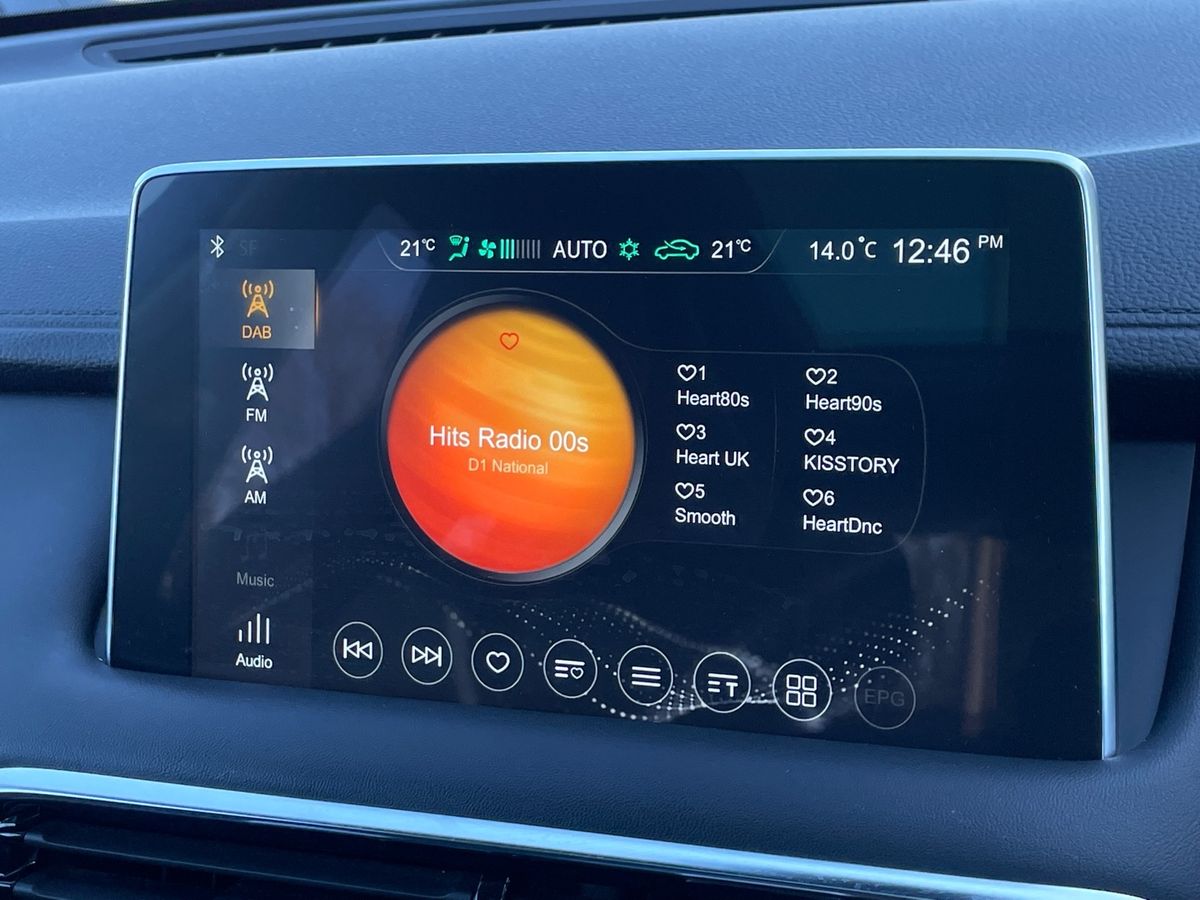 21°C AUTO 21°C 14.0°C 12:46 PM
DAB
FM
AM
Music
Audio
Hits Radio 00s
D1 National
1
Heart80s
2
Heart90s
3
Heart UK
4
KISSTORY
5
Smooth
6
HeartDnc
T
EPG